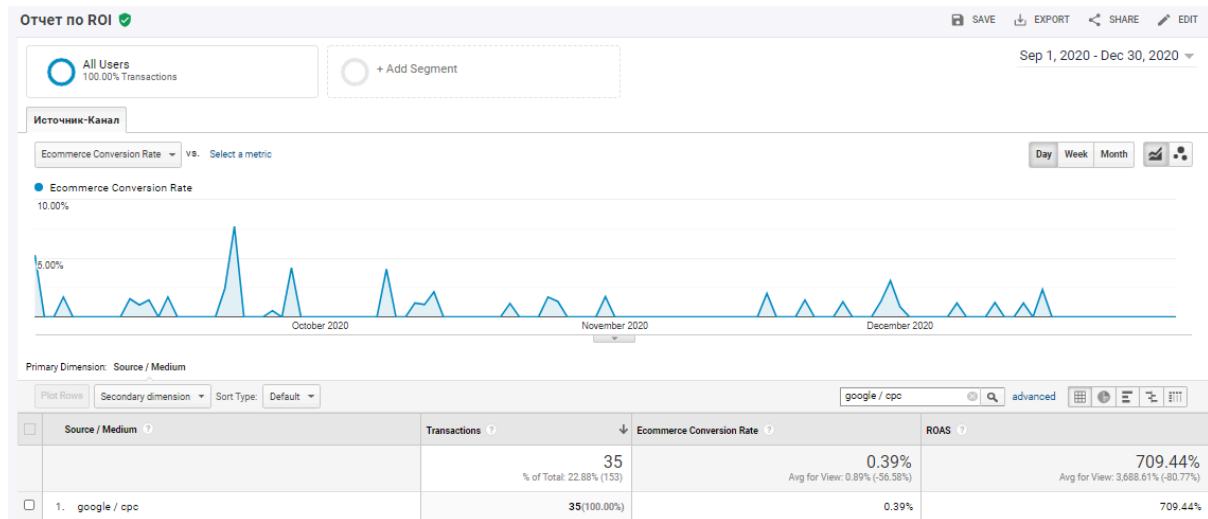 Отчет по ROI
SAVE EXPORT SHARE EDIT
All Users
100.00% Transactions
+ Add Segment
Sep 1, 2020 - Dec 30, 2020
Источник-Канал
Ecommerce Conversion Rate VS. Select a metric
Day Week Month
Ecommerce Conversion Rate
10.00%
5.00%
October 2020 November 2020 December 2020
Primary Dimension: Source / Medium
Plot Rows Secondary dimension Sort Type: Default google / cpc advanced
Source / Medium ? Transactions ? Ecommerce Conversion Rate ? ROAS ?
35 0.39% 709.44%
% of Total: 22.88% (153) Avg for View: 0.89% (-56.58%) Avg for View: 3,688.61% (-80.77%)
1. google / cpc 35(100.00%) 0.39% 709.44%